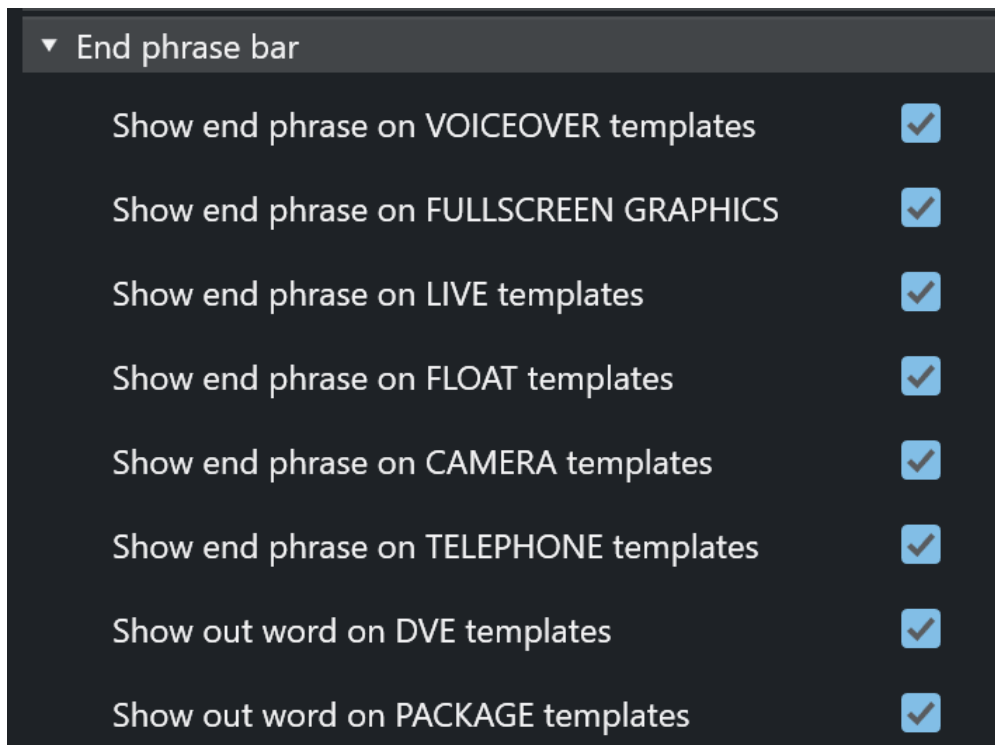 End phrase bar
Show end phrase on VOICEOVER templates
Show end phrase on FULLSCREEN GRAPHICS
Show end phrase on LIVE templates
Show end phrase on FLOAT templates
Show end phrase on CAMERA templates
Show end phrase on TELEPHONE templates
Show out word on DVE templates
Show out word on PACKAGE templates